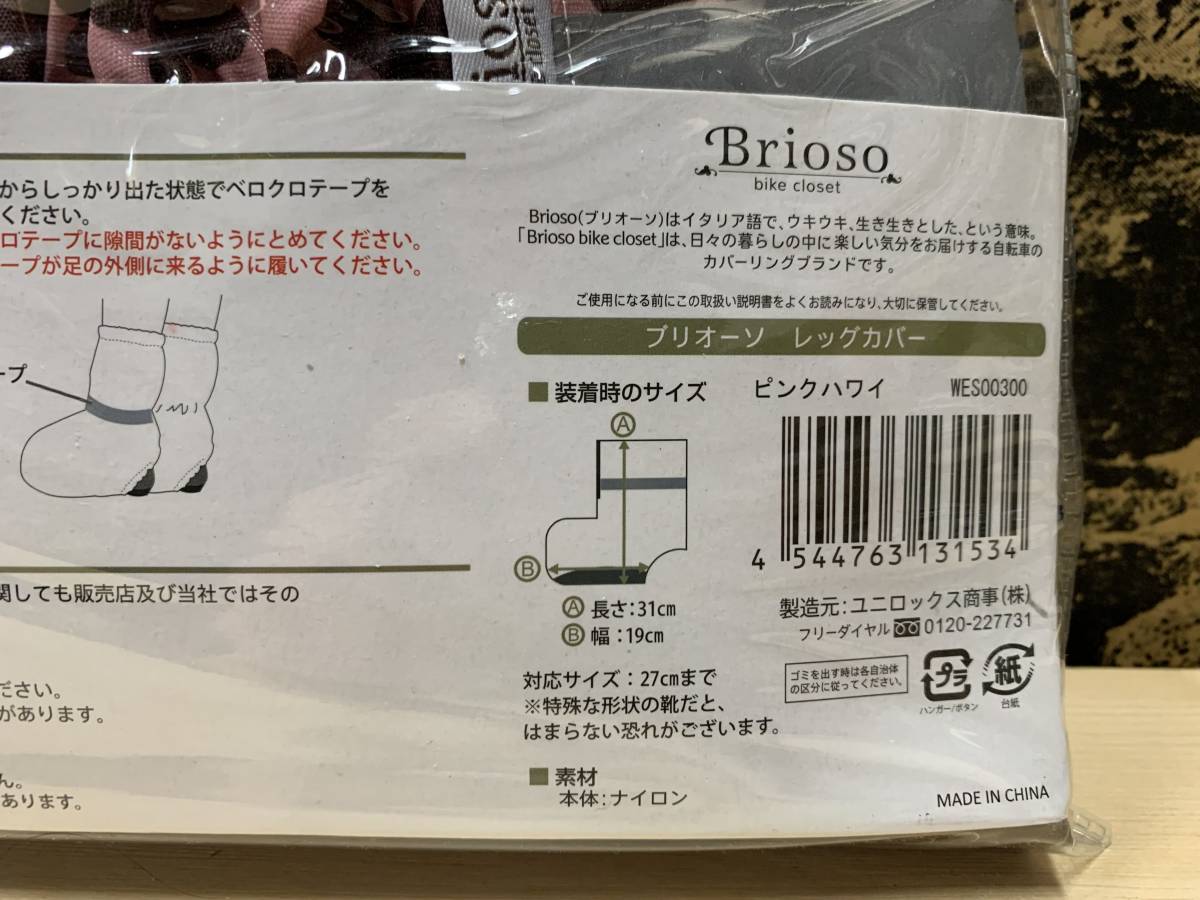 からしっかり出た状態でベロクロテープを
ください。
ロテープに隙間がないようにとめてください。
ープが足の外側に来るように履いてください。
ープ
関しても販売店及び当社ではその
ださい。
があります。
ん。
あります。
Brioso
bike closet
Brioso(ブリオーソ)はイタリア語で、ウキウキ、生き生きとした、という意味。
「Brioso bike closet」は、日々の暮らしの中に楽しい気分をお届けする自転車の
カバーリングブランドです。
ご使用になる前にこの取扱い説明書をよくお読みになり、大切に保管してください。
ブリオーソ レッグカバー
■ 装着時のサイズ
ピンクハワイ WES00300
A
B
Ⓐ 長さ:31cm
Ⓑ 幅:19cm
4 544763 131534
製造元:ユニロックス商事(株)
フリーダイヤル 0120-227731
対応サイズ:27cmまで
※特殊な形状の靴だと、
はまらない恐れがございます。
ゴミを出す時は各自治体
の区分に従ってください。
プラ
ハンガー/ボタン
紙
台紙
■ 素材
本体:ナイロン
MADE IN CHINA